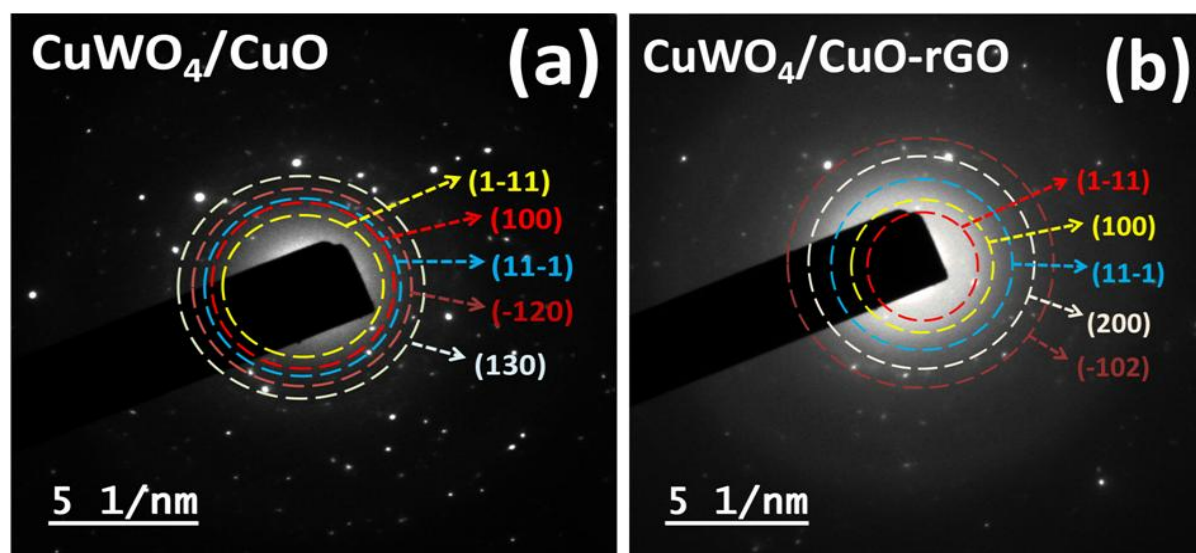 CuWO₄/CuO
(a)
(1-11)
(100)
(11-1)
(-120)
(130)
5 1/nm
CuWO₄/CuO-rGO
(b)
(1-11)
(100)
(11-1)
(200)
(-102)
5 1/nm